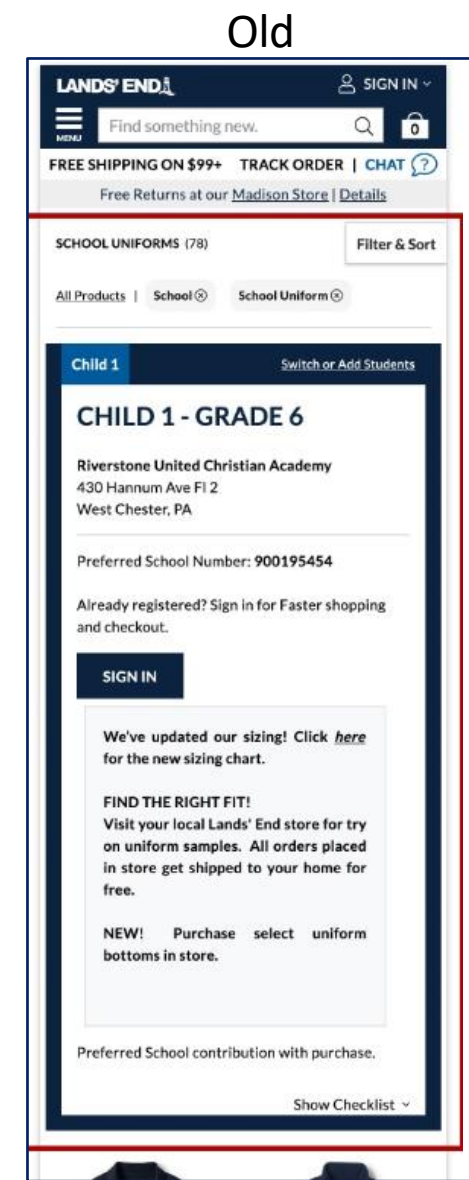 Old
LANDS' END
SIGN IN
MENU
Find something new.
0
FREE SHIPPING ON $99+ TRACK ORDER | CHAT ?
Free Returns at our Madison Store | Details
SCHOOL UNIFORMS (78)
Filter & Sort
All Products | School School Uniform
Child 1
Switch or Add Students
CHILD 1 - GRADE 6
Riverstone United Christian Academy
430 Hannum Ave Fl 2
West Chester, PA
Preferred School Number: 900195454
Already registered? Sign in for Faster shopping
and checkout.
SIGN IN
We've updated our sizing! Click here
for the new sizing chart.
FIND THE RIGHT FIT!
Visit your local Lands' End store for try
on uniform samples. All orders placed
in store get shipped to your home for
free.
NEW! Purchase select uniform
bottoms in store.
Preferred School contribution with purchase.
Show Checklist